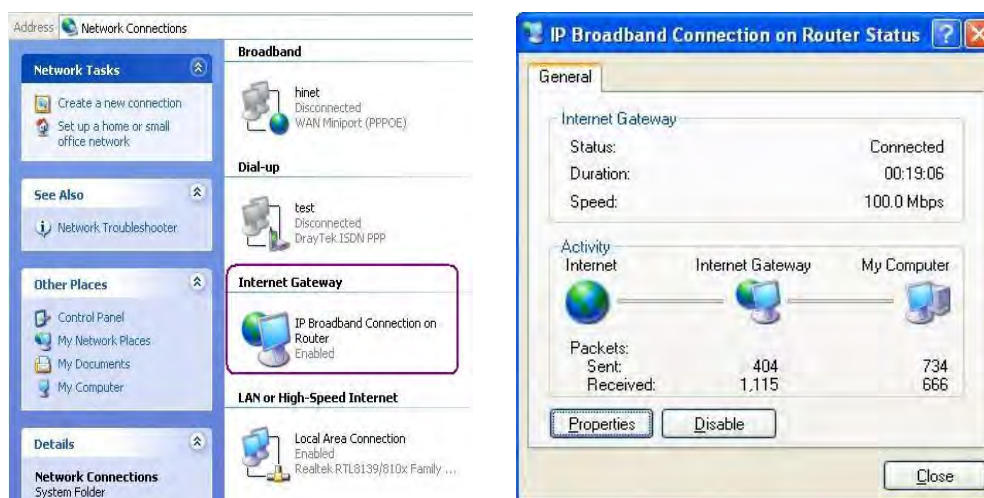 Address Network Connections
Network Tasks
Create a new connection
Set up a home or small
office network
See Also
Network Troubleshooter
Other Places
Control Panel
My Network Places
My Documents
My Computer
Details
Network Connections
System Folder
Broadband
hinet
Disconnected
WAN Miniport (PPPOE)
Dial-up
test
Disconnected
DrayTek ISDN PPP
Internet Gateway
IP Broadband Connection on
Router
Enabled
LAN or High-Speed Internet
Local Area Connection
Enabled
Realtek RTL8139/810x Family ...
IP Broadband Connection on Router Status
General
Internet Gateway
Status: Connected
Duration: 00:19:06
Speed: 100.0 Mbps
Activity
Internet Internet Gateway My Computer
Packets:
Sent: 404 734
Received: 1,115 666
Properties Disable
Close